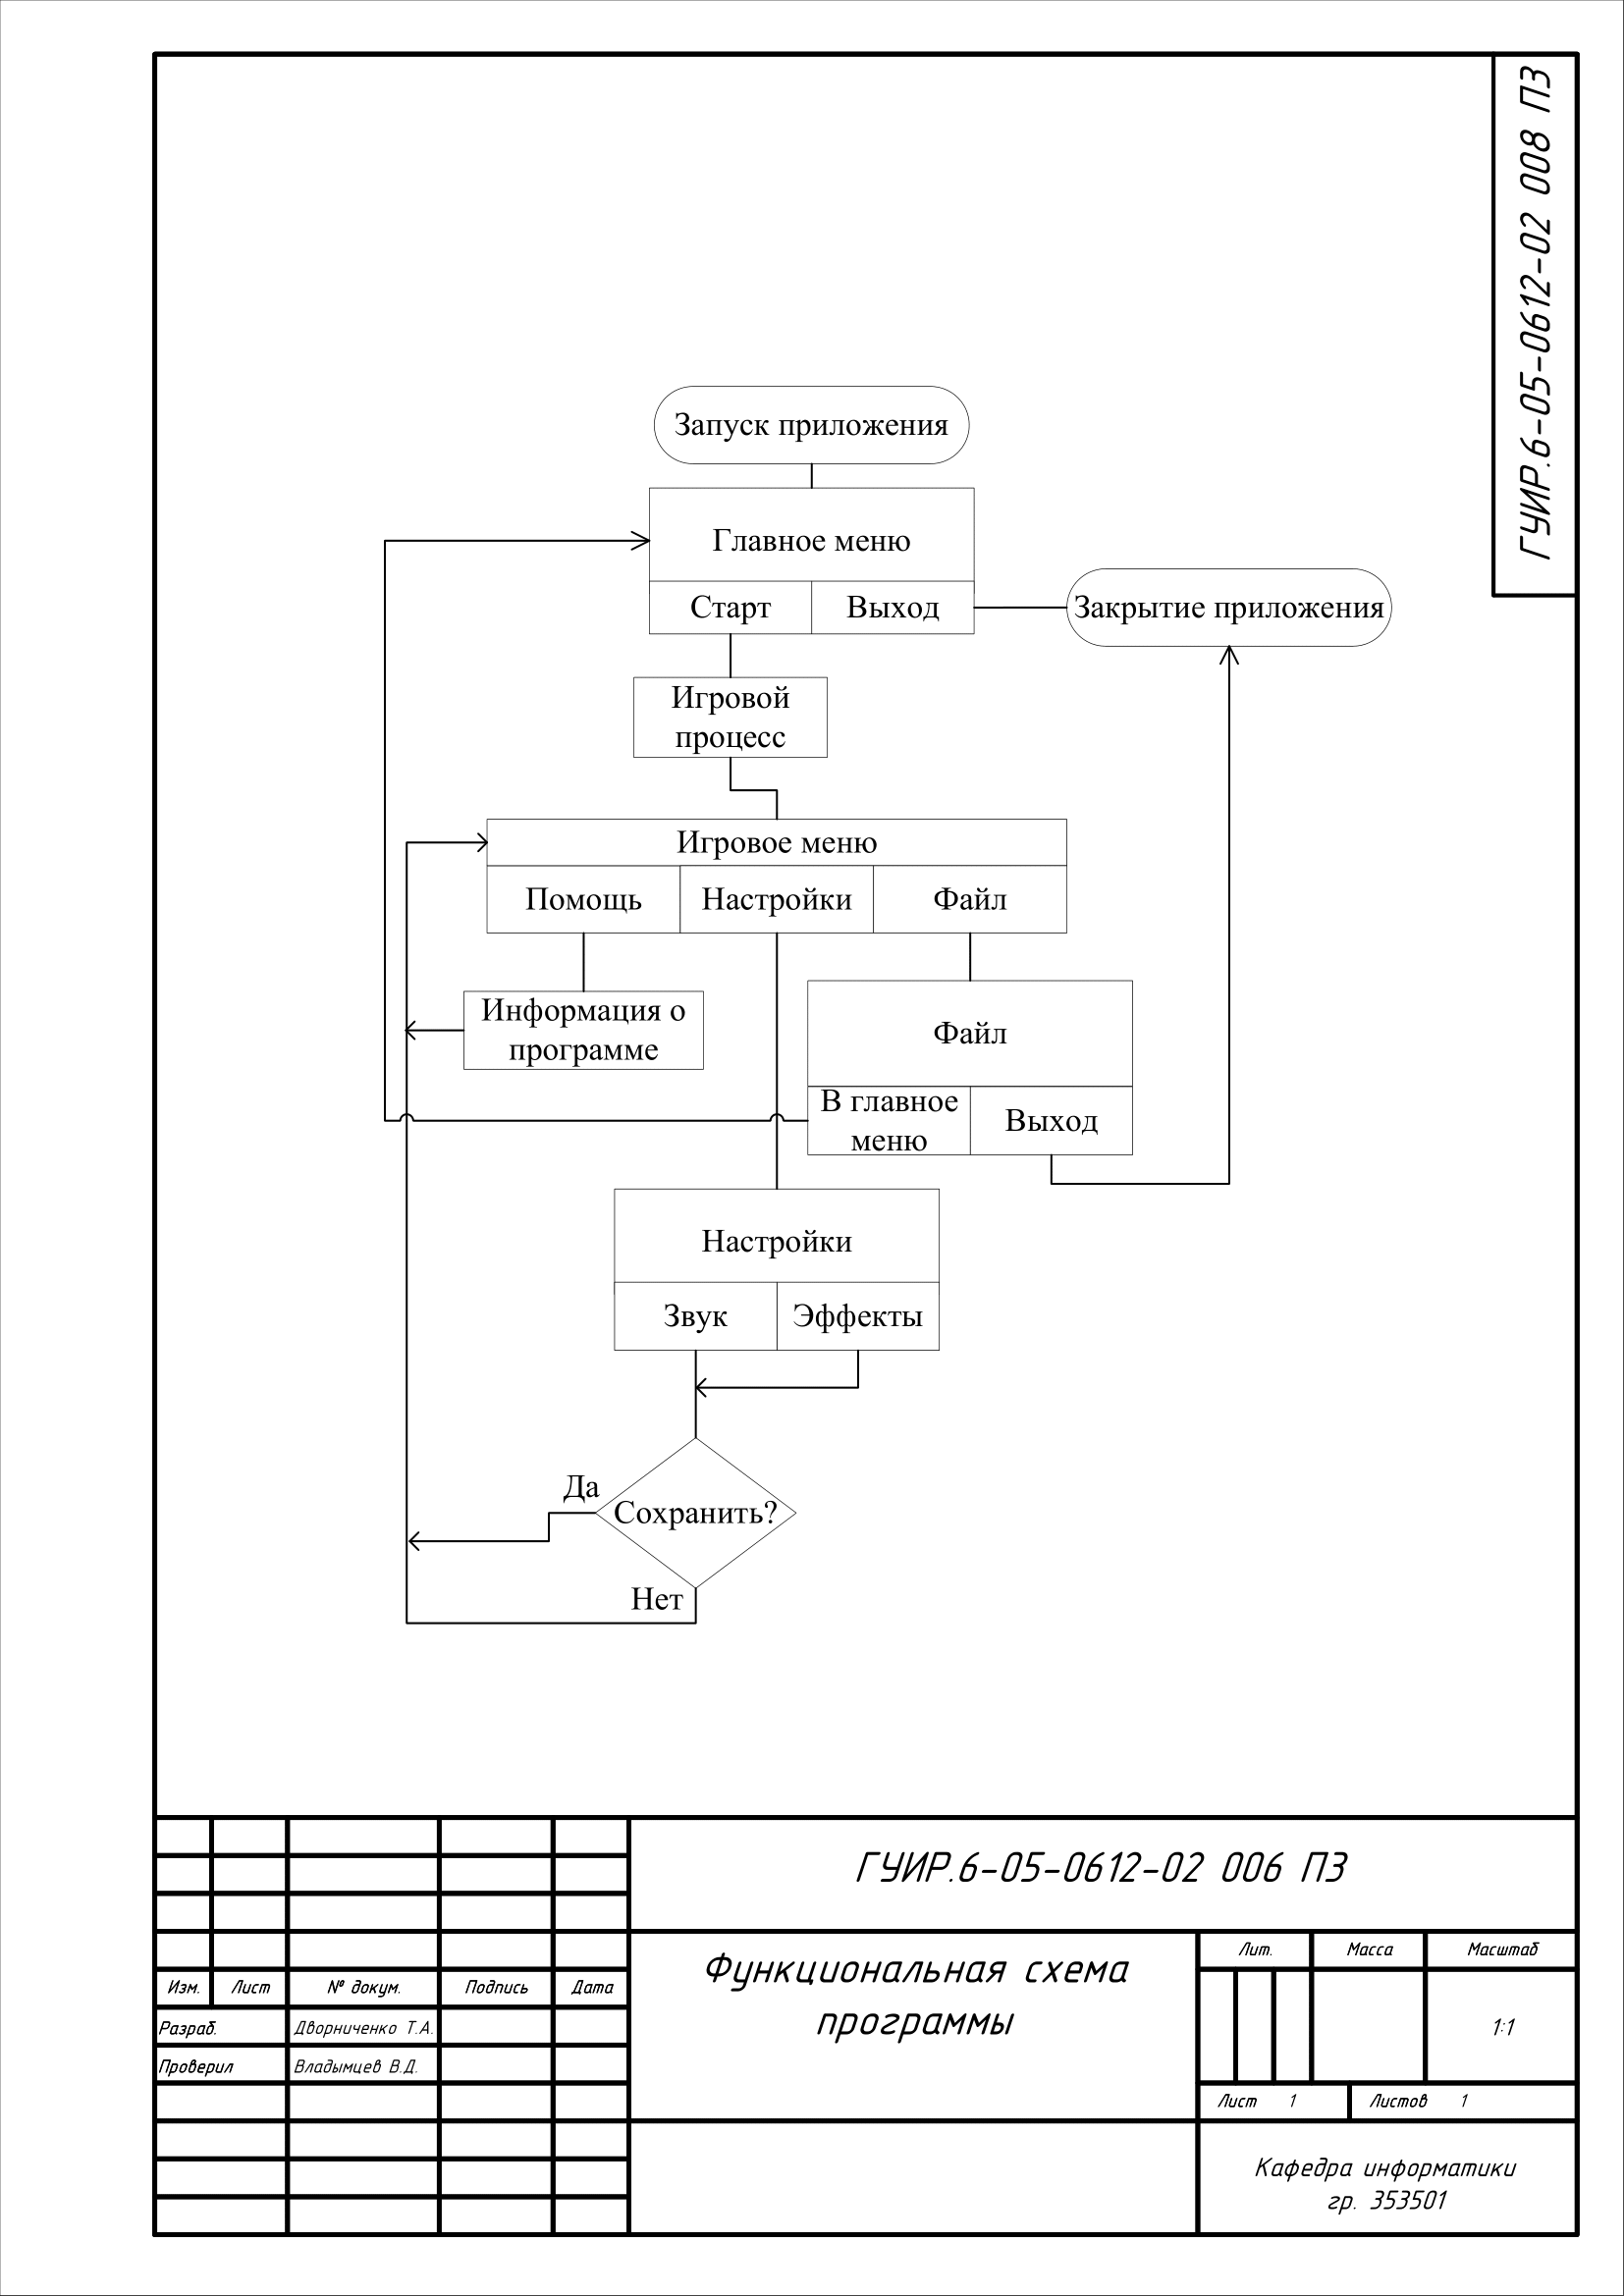 ГУИР.6-05-0612-02 008 ПЗ
Запуск приложения
Главное меню
Старт
Выход
Закрытие приложения
Игровой
процесс
Игровое меню
Помощь
Настройки
Файл
Информация о
программе
Файл
В главное
меню
Выход
Настройки
Звук
Эффекты
Да
Сохранить?
Нет
ГУИР.6-05-0612-02 006 ПЗ
Функциональная схема
программы
Лит.
Масса
Масштаб
Изм.
Лист
№ докум.
Подпись
Дата
Разраб.
Дворниченко Т.А.
1:1
Проверил
Владымцев В.Д.
Лист 1
Листов 1
Кафедра информатики
гр. 353501